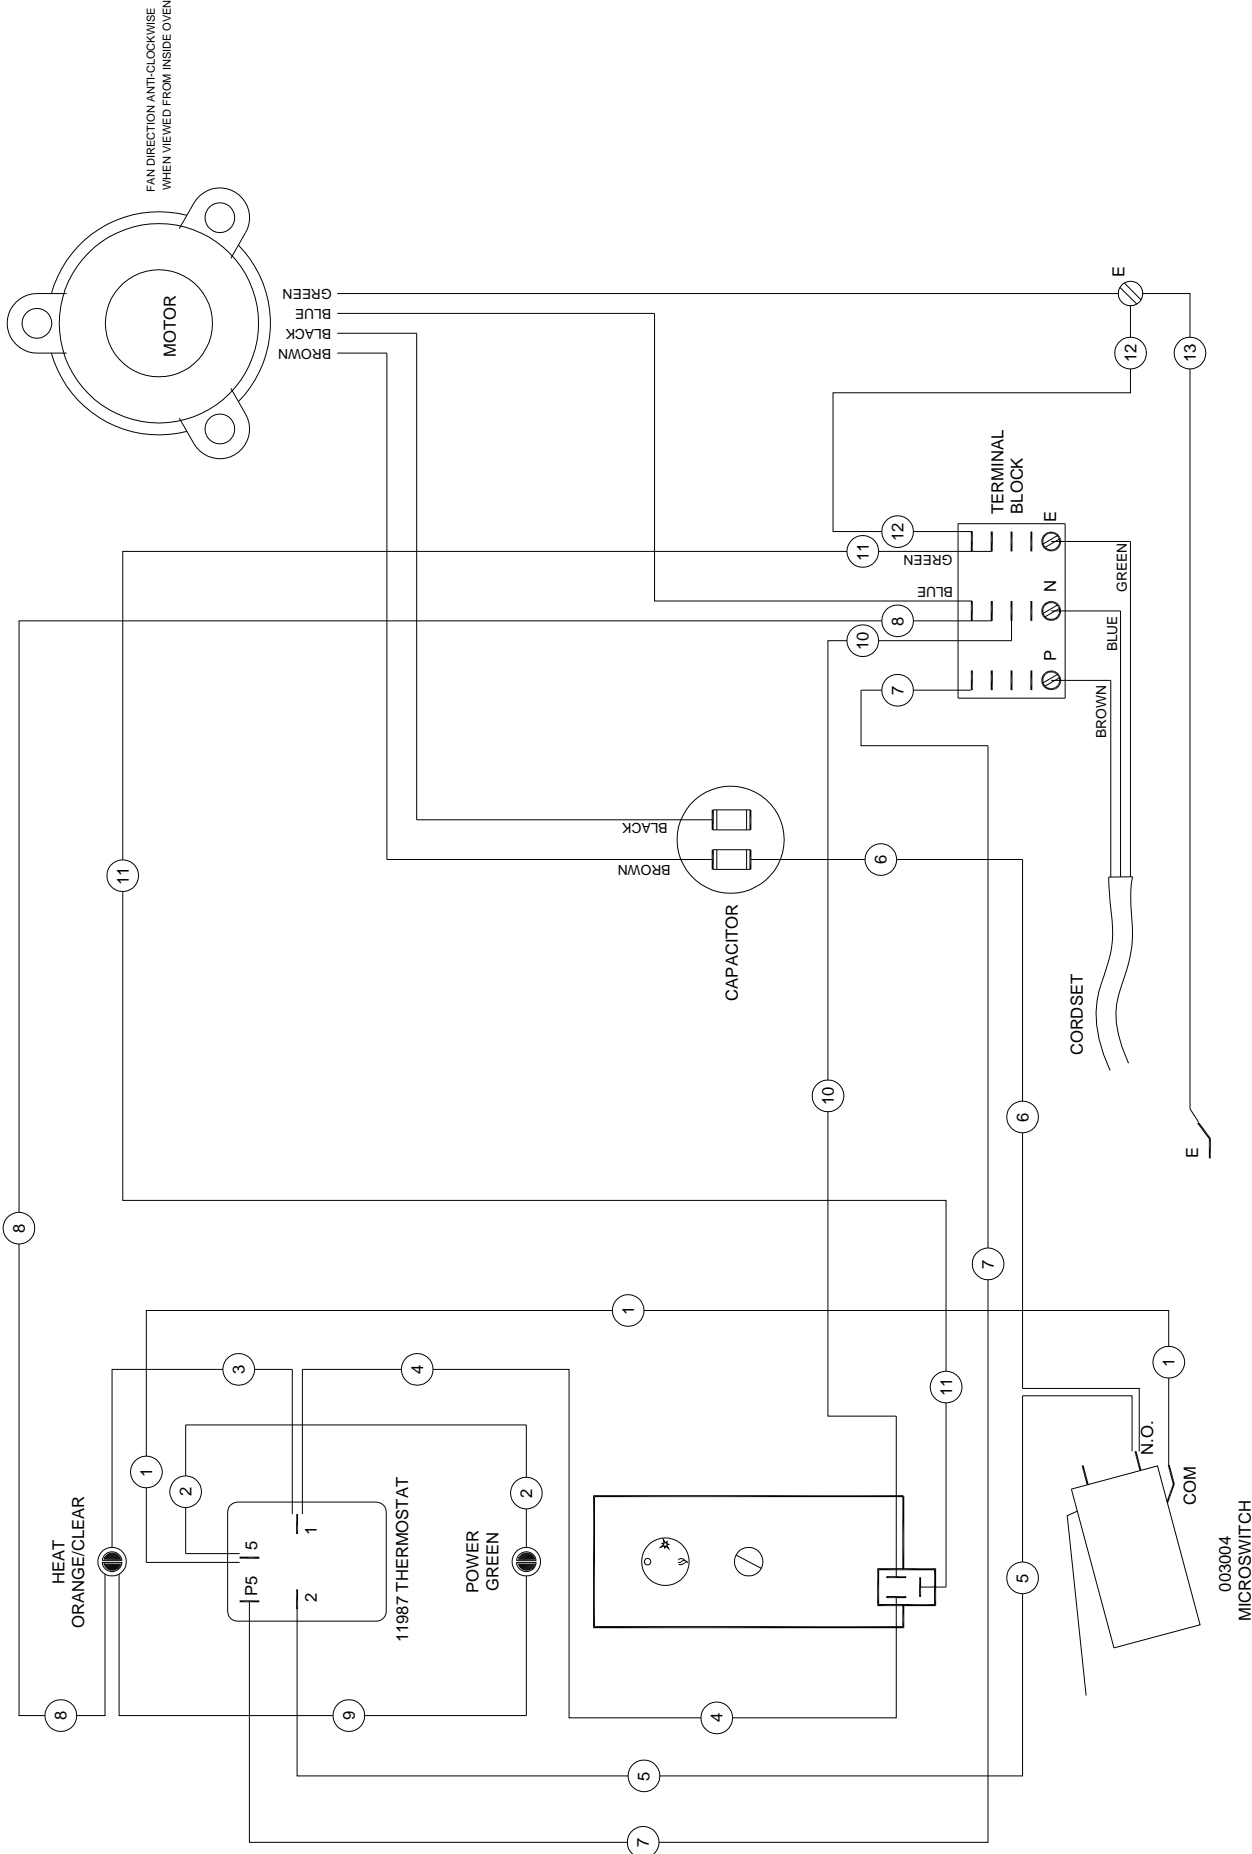 FAN DIRECTION ANTI-CLOCKWISE
WHEN VIEWED FROM INSIDE OVEN
MOTOR
GREEN
BLUE
BLACK
BROWN
E
12
13
TERMINAL
BLOCK
12
11
GREEN
BLUE
8
10
7
E
N
P
GREEN
BLUE
BROWN
BLACK
BROWN
11
6
CAPACITOR
CORDSET
10
6
E
8
7
1
3
4
1
11
1
2
2
HEAT
ORANGE/CLEAR
5
P5
1
2
11987 THERMOSTAT
POWER
GREEN
N.O.
COM
003004
MICROSWITCH
5
8
9
4
5
7